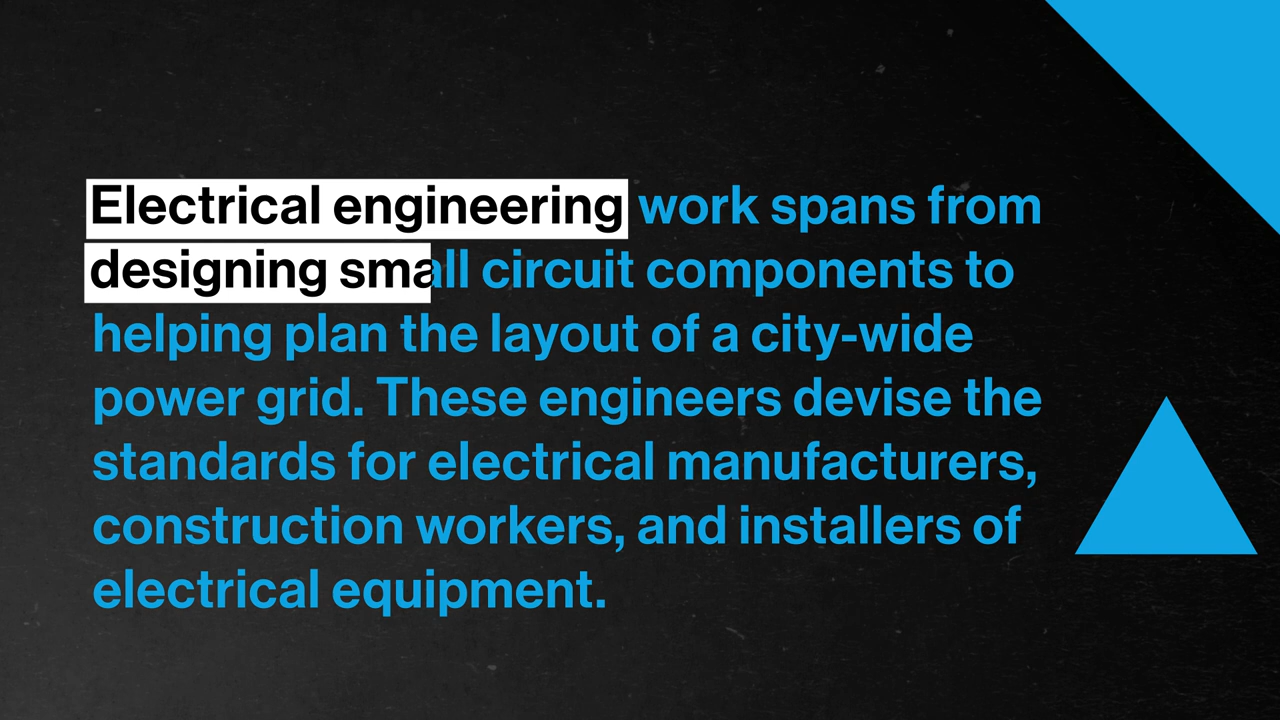 Electrical engineering work spans from
designing small circuit components to
helping plan the layout of a city-wide
power grid. These engineers devise the
standards for electrical manufacturers,
construction workers, and installers of
electrical equipment.